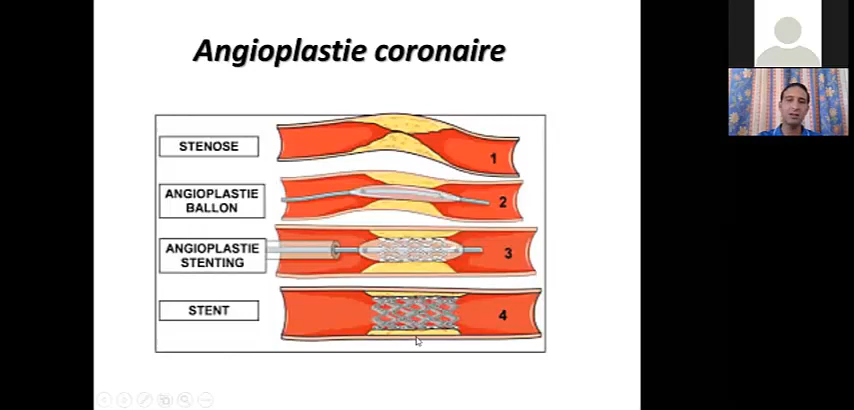 Angioplastie coronaire
STENOSE
1
ANGIOPLASTIE
BALLON
2
ANGIOPLASTIE
STENTING
3
STENT
4